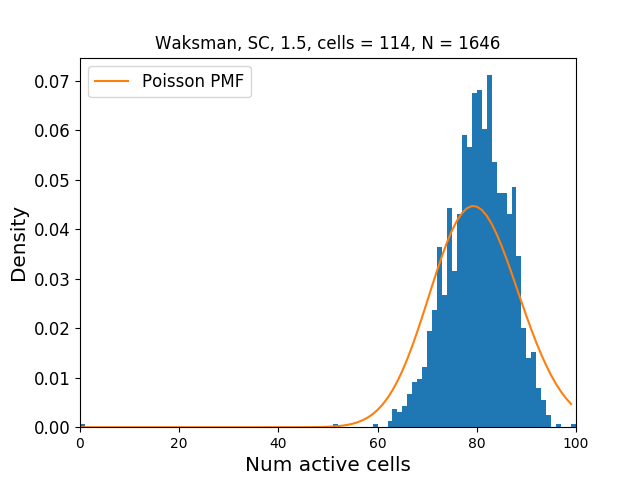 Waksman, SC, 1.5, cells = 114, N = 1646
Poisson PMF
Density
0.07
0.06
0.05
0.04
0.03
0.02
0.01
0.00
0 20 40 60 80 100
Num active cells